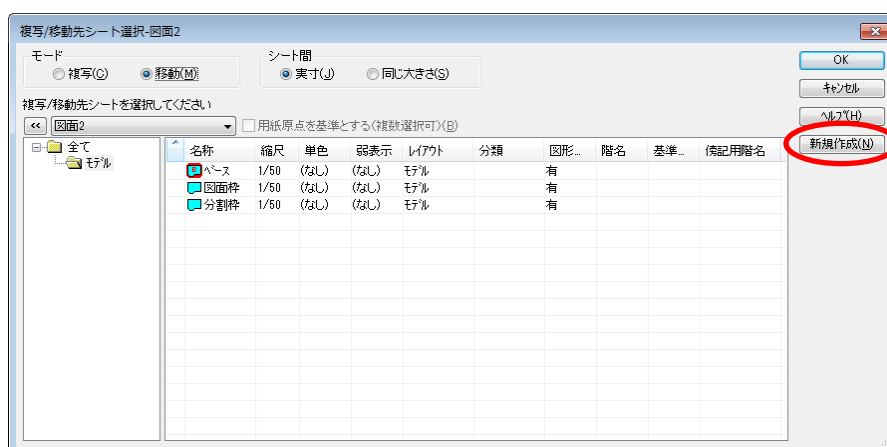 複写/移動先シート選択-図面2
モード
複写(C) 移動(M)
シート間
実寸(J) 同じ大きさ(S)
OK
キャンセル
ヘルプ(H)
新規作成(N)
複写/移動先シートを選択してください
<< 図面2 用紙原点を基準とする(複数選択可)(B)
全て
モデル
名称 縮尺 単色 弱表示 レイアウト 分類 図形... 階名 基準... 傍記用階名
ベース 1/50 (なし) (なし) モデル 有
図面枠 1/50 (なし) (なし) モデル 有
分割枠 1/50 (なし) (なし) モデル 有